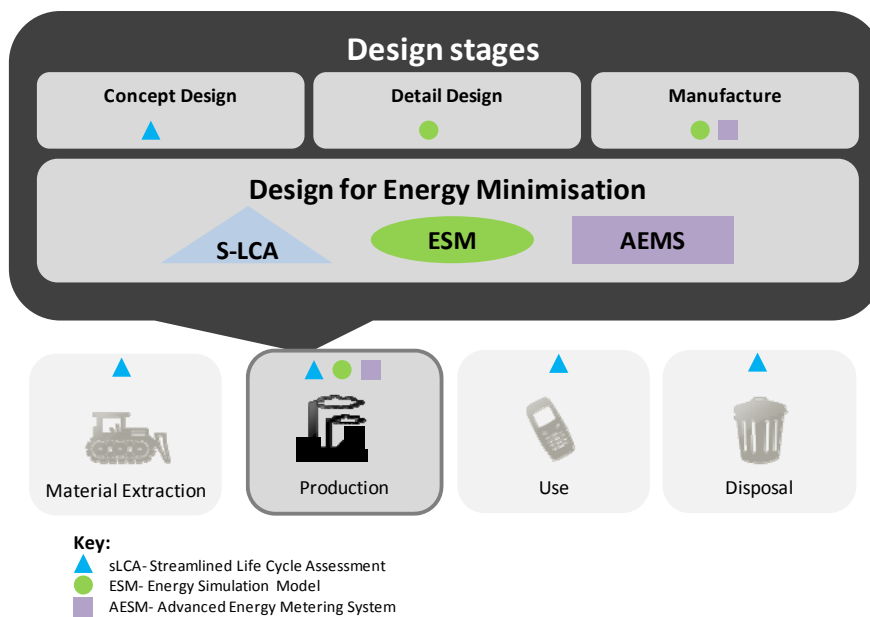 Design stages
Concept Design
Detail Design
Manufacture
Design for Energy Minimisation
S-LCA
ESM
AEMS
Material Extraction
Production
Use
Disposal
Key:
sLCA- Streamlined Life Cycle Assessment
ESM- Energy Simulation Model
AESM- Advanced Energy Metering System